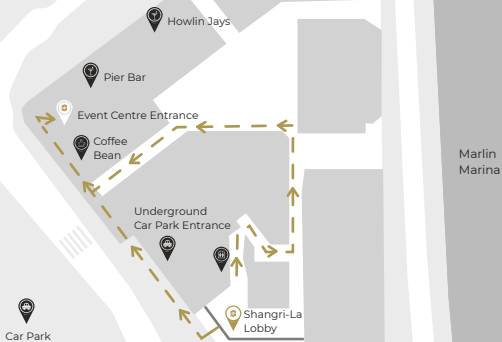 Howlin Jays
Pier Bar
Event Centre Entrance
Coffee
Bean
Marlin
Marina
Underground
Car Park Entrance
Shangri-La
Lobby
Car Park